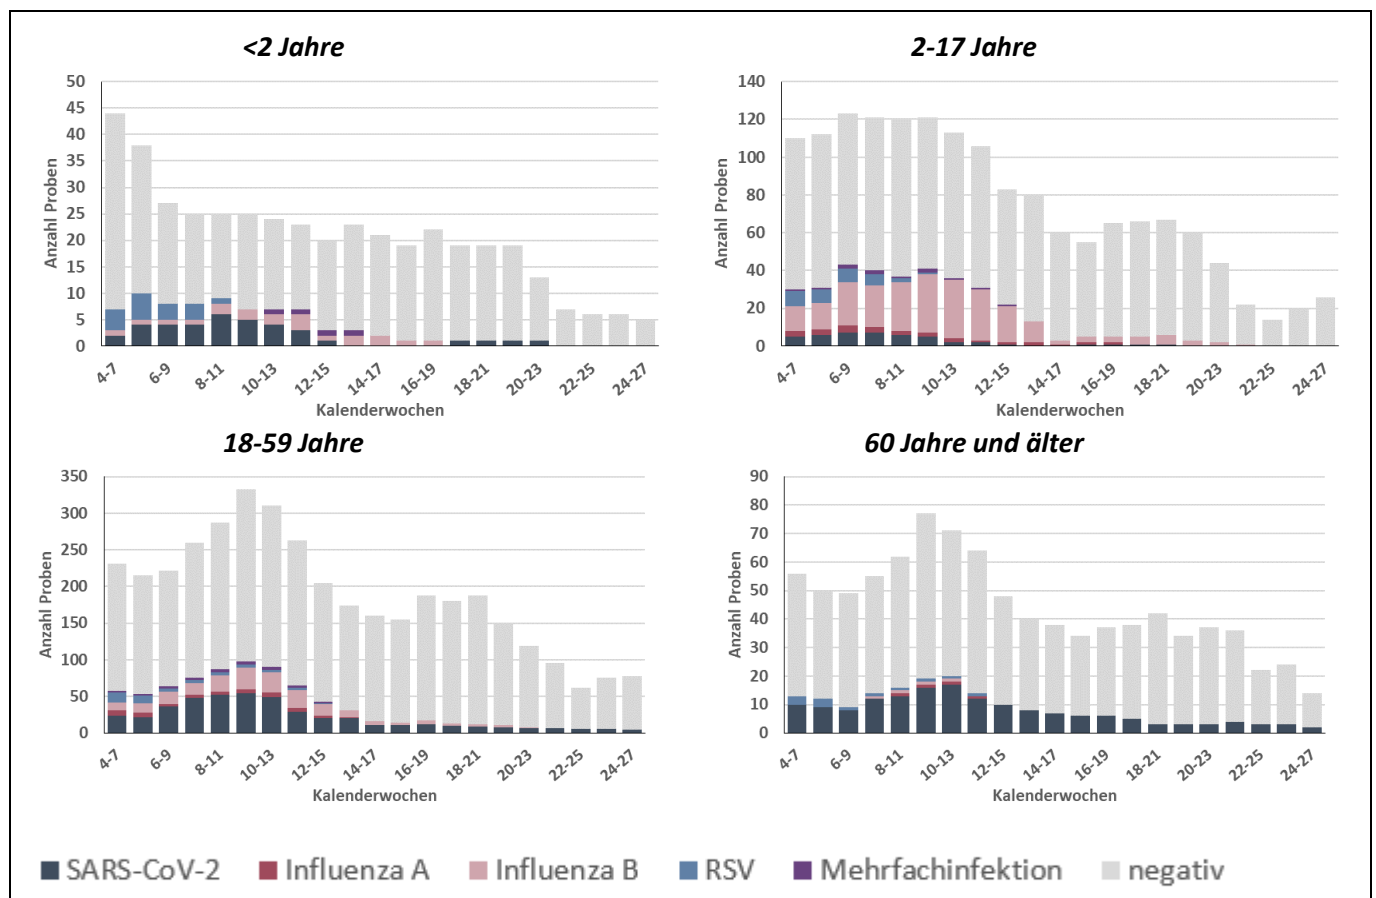 <2 Jahre
50
45
40
35
30
25
20
15
10
5
0
Anzahl Proben
4-7 6-9 8-11 10-13 12-15 14-17 16-19 18-21 20-23 22-25 24-27
Kalenderwochen
2-17 Jahre
140
120
100
80
60
40
20
0
Anzahl Proben
4-7 6-9 8-11 10-13 12-15 14-17 16-19 18-21 20-23 22-25 24-27
Kalenderwochen
18-59 Jahre
350
300
250
200
150
100
50
0
Anzahl Proben
4-7 6-9 8-11 10-13 12-15 14-17 16-19 18-21 20-23 22-25 24-27
Kalenderwochen
60 Jahre und älter
90
80
70
60
50
40
30
20
10
0
Anzahl Proben
4-7 6-9 8-11 10-13 12-15 14-17 16-19 18-21 20-23 22-25 24-27
Kalenderwochen
SARS-CoV-2 Influenza A Influenza B RSV Mehrfachinfektion negativ